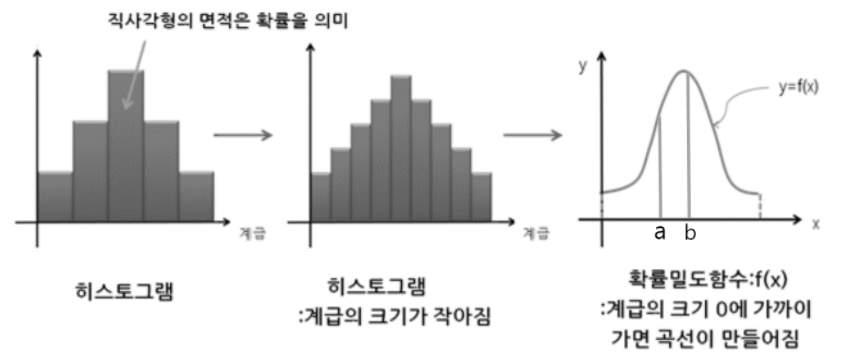 직사각형의 면적은 확률을 의미
계급
히스토그램
계급
히스토그램
:계급의 크기가 작아짐
y
y=f(x)
a b
x
확률밀도함수:f(x)
:계급의 크기 0에 가까이
가면 곡선이 만들어짐